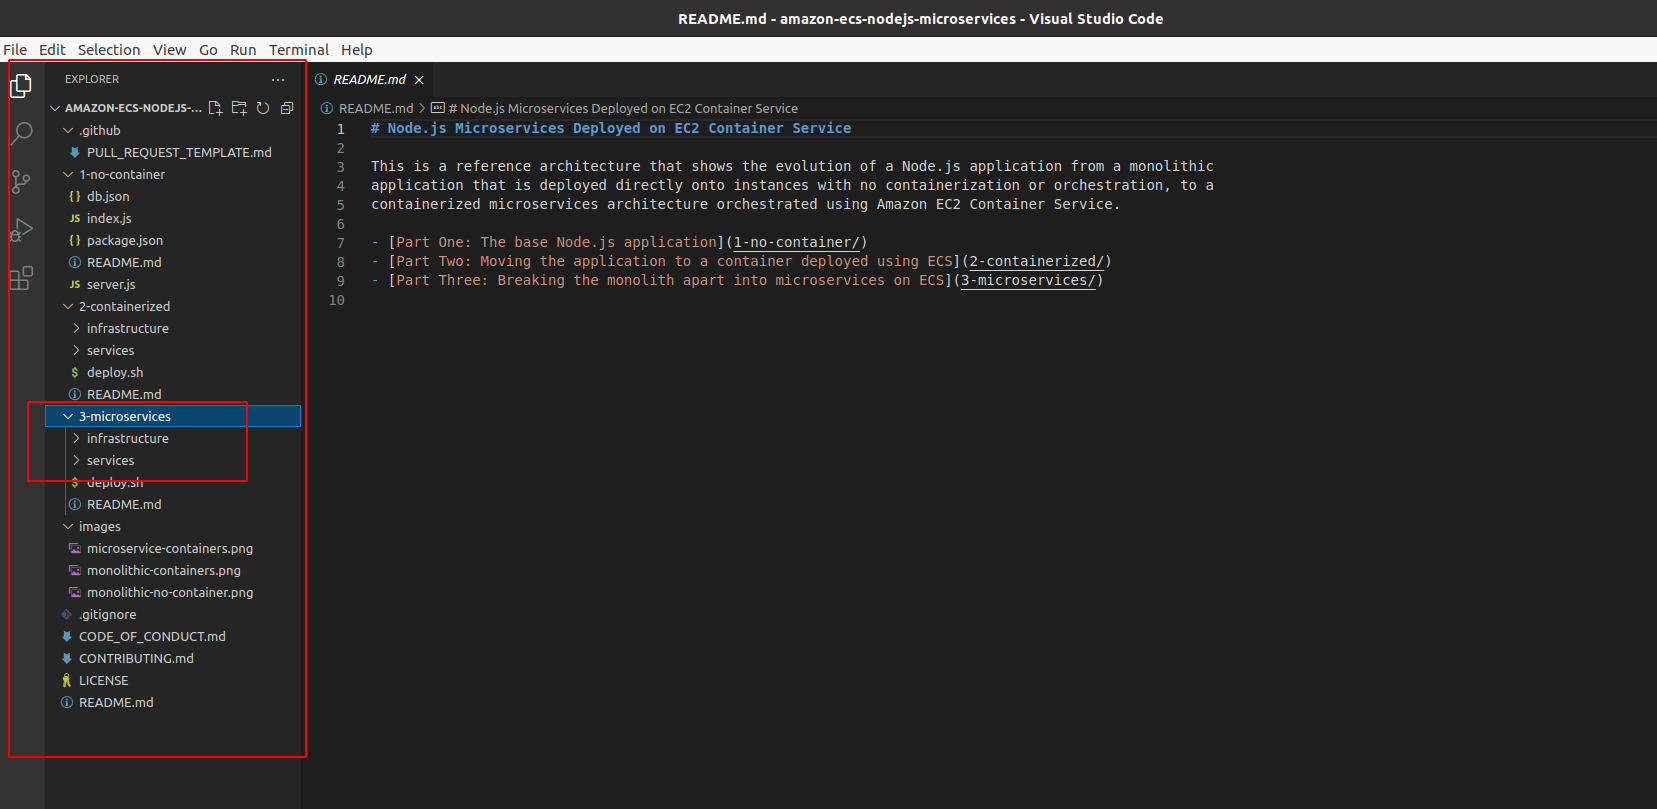 README.md - amazon-ecs-nodejs-microservices - Visual Studio Code
File Edit Selection View Go Run Terminal Help
EXPLORER
AMAZON-ECS-NODEJS-...
.github
PULL_REQUEST_TEMPLATE.md
1-no-container
{} db.json
JS index.js
{} package.json
README.md
JS server.js
2-containerized
infrastructure
services
$ deploy.sh
README.md
3-microservices
infrastructure
services
$ deploy.sh
README.md
images
microservice-containers.png
monolithic-containers.png
monolithic-no-container.png
.gitignore
CODE_OF_CONDUCT.md
CONTRIBUTING.md
LICENSE
README.md
README.md
README.md > # Node.js Microservices Deployed on EC2 Container Service
1 # Node.js Microservices Deployed on EC2 Container Service
2
3 This is a reference architecture that shows the evolution of a Node.js application from a monolithic
4 application that is deployed directly onto instances with no containerization or orchestration, to a
5 containerized microservices architecture orchestrated using Amazon EC2 Container Service.
6
7 - [Part One: The base Node.js application](1-no-container/)
8 - [Part Two: Moving the application to a container deployed using ECS](2-containerized/)
9 - [Part Three: Breaking the monolith apart into microservices on ECS](3-microservices/)
10